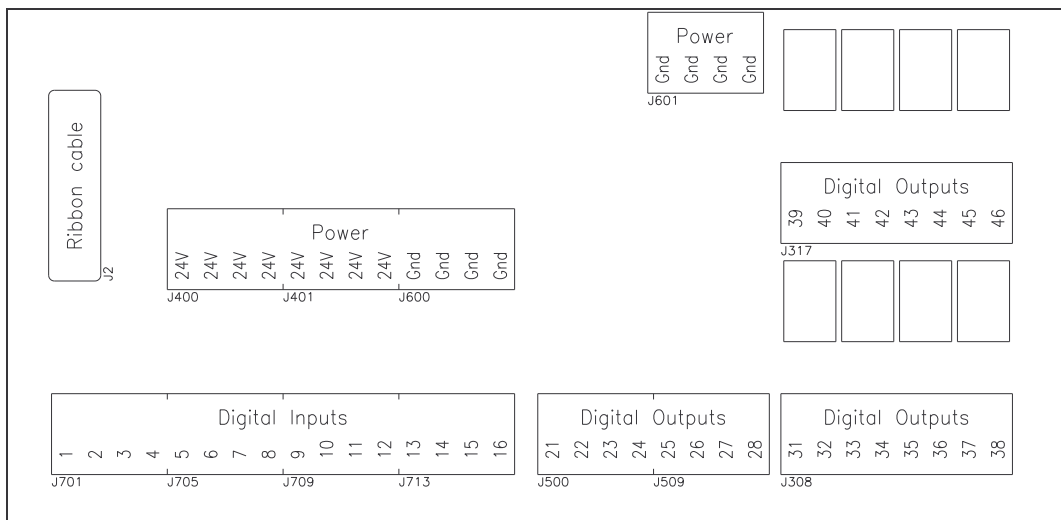 Power
Gnd Gnd Gnd Gnd
J601
Ribbon cable
J2
Digital Outputs
39 40 41 42 43 44 45 46
J317
Power
24V 24V 24V 24V 24V 24V 24V 24V Gnd Gnd Gnd Gnd
J400 J401 J600
Digital Inputs
1 2 3 4 5 6 7 8 9 10 11 12 13 14 15 16
J701 J705 J709 J713
Digital Outputs
21 22 23 24 25 26 27 28
J500 J509
Digital Outputs
31 32 33 34 35 36 37 38
J308